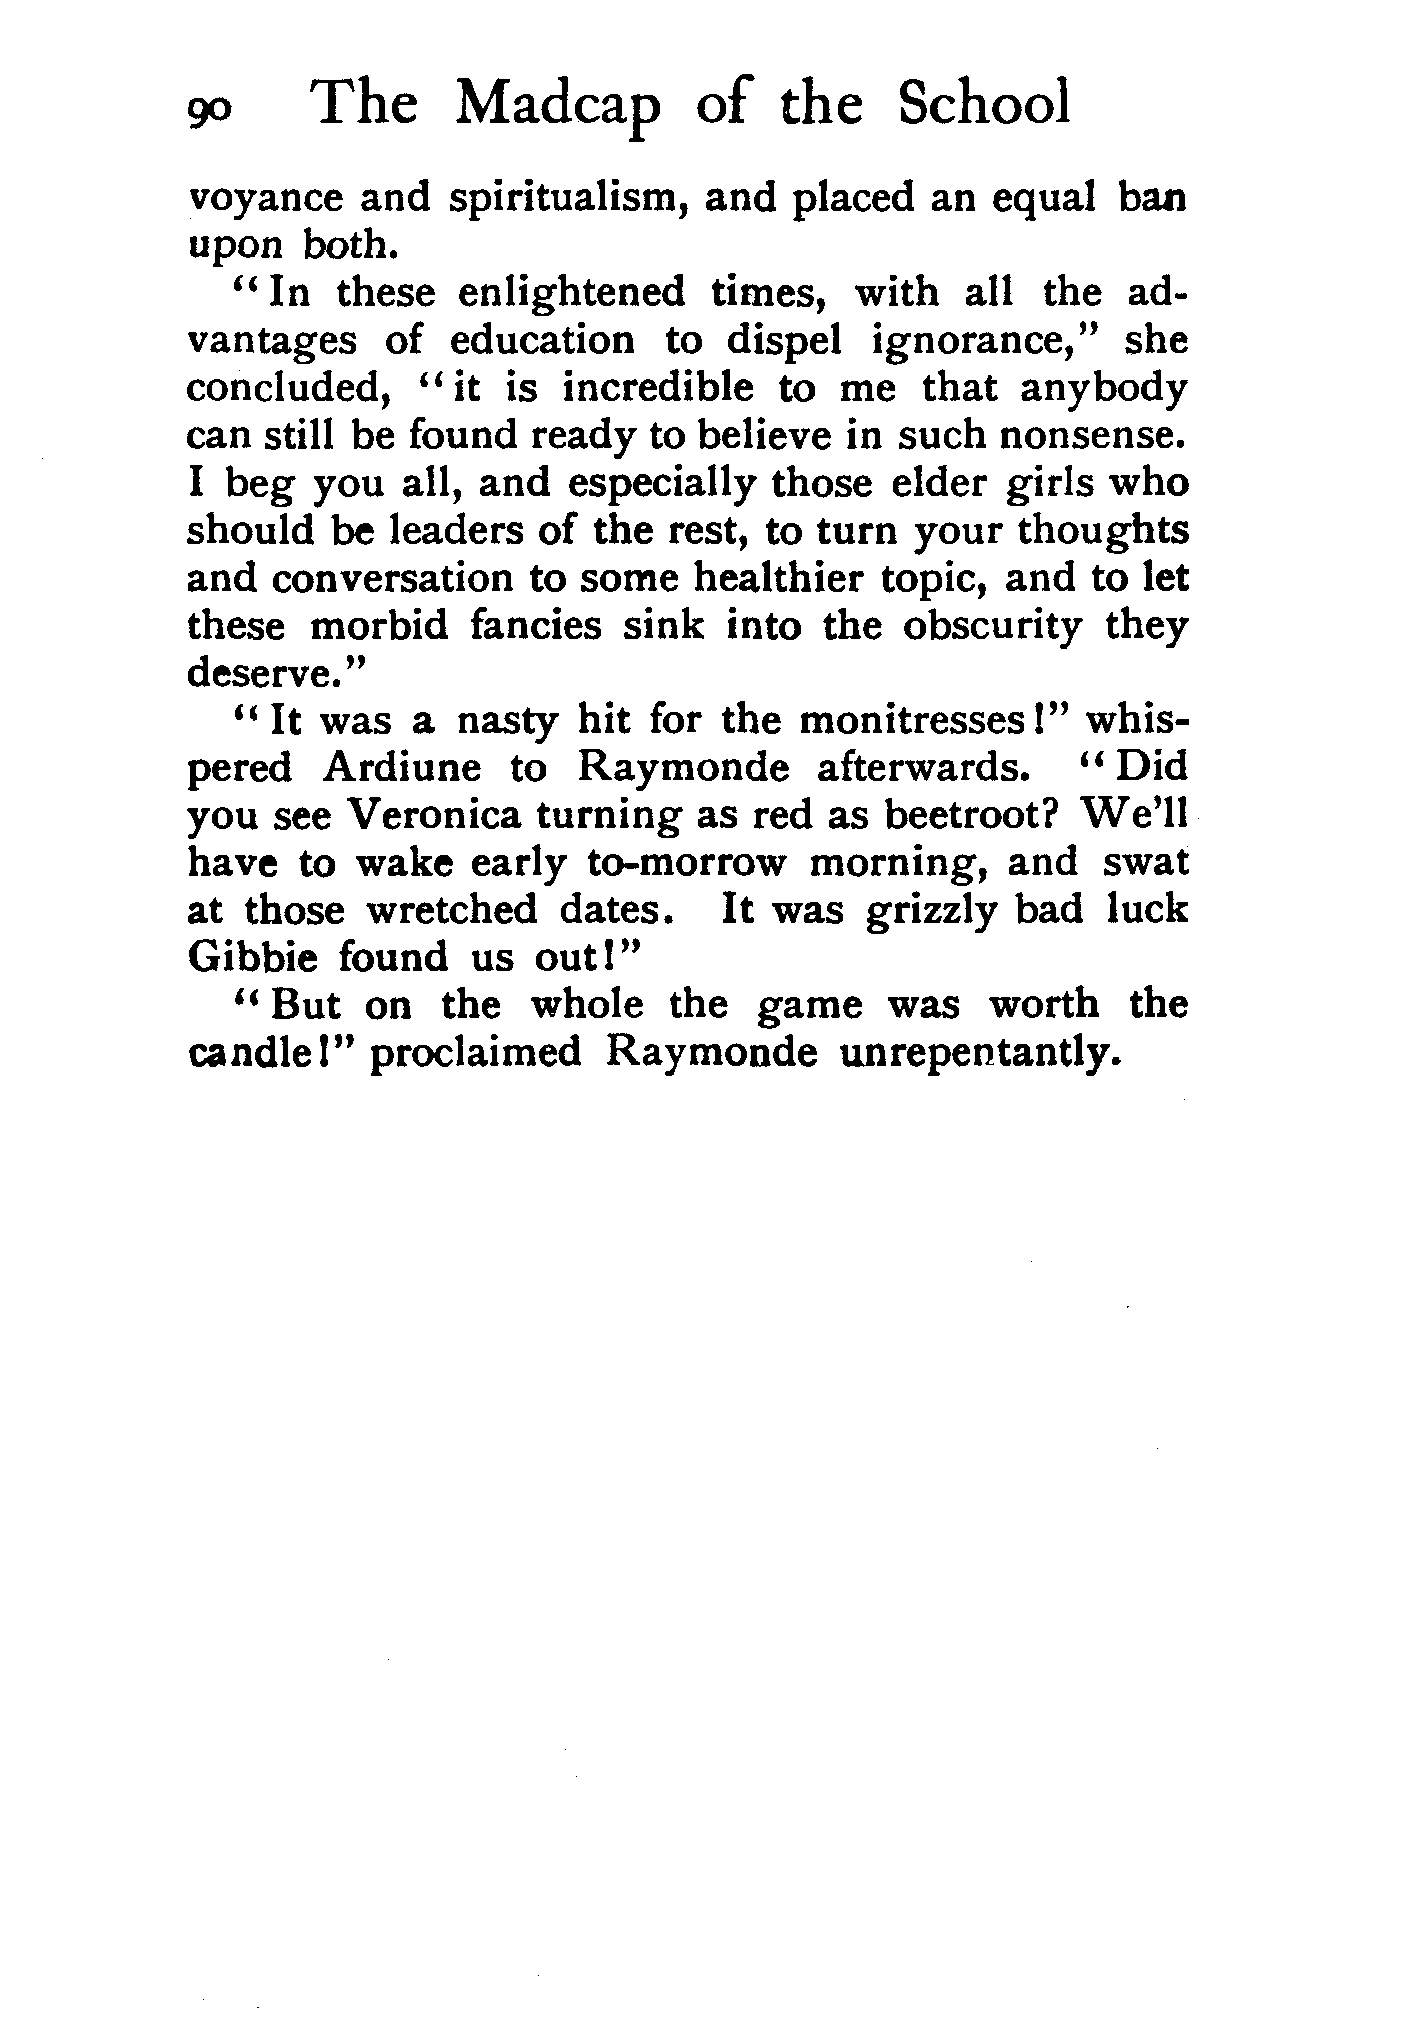 90 The Madcap of the School
voyance and spiritualism, and placed an equal ban
upon both.
“In these enlightened times, with all the ad-
vantages of education to dispel ignorance,” she
concluded, “it is incredible to me that anybody
can still be found ready to believe in such nonsense.
I beg you all, and especially those elder girls who
should be leaders of the rest, to turn your thoughts
and conversation to some healthier topic, and to let
these morbid fancies sink into the obscurity they
deserve.”
“It was a nasty hit for the monitresses!” whis-
pered Ardiune to Raymonde afterwards. “Did
you see Veronica turning as red as beetroot? We'll
have to wake early to-morrow morning, and swat
at those wretched dates. It was grizzly bad luck
Gibbie found us out!”
“But on the whole the game was worth the
candle!” proclaimed Raymonde unrepentantly.